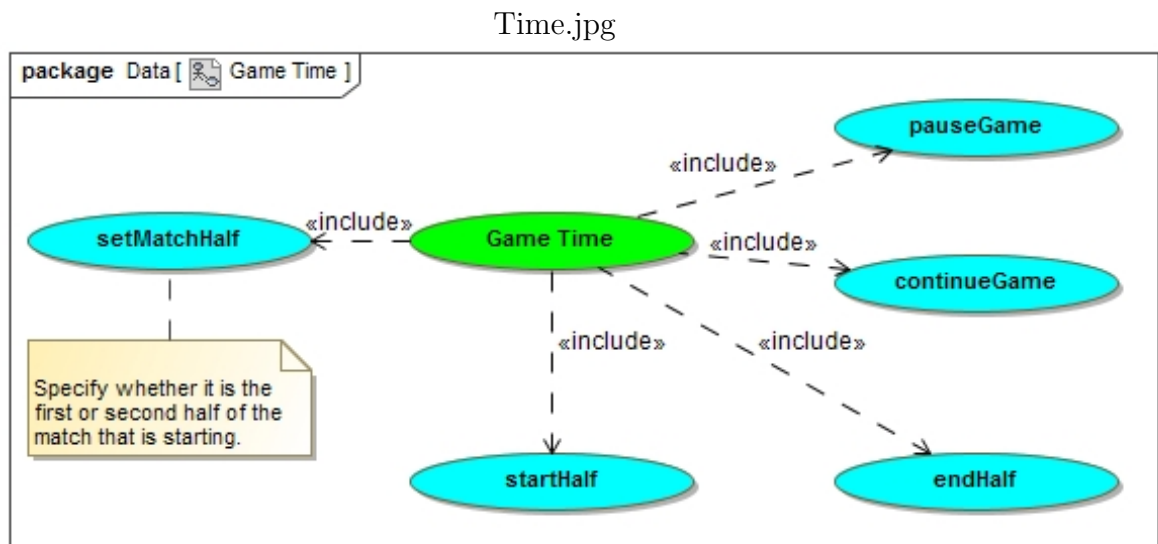 Time.jpg
package Data [ Game Time ]
pauseGame
«include»
setMatchHalf
«include»
Game Time
«include»
continueGame
«include»
«include»
Specify whether it is the
first or second half of the
match that is starting.
startHalf
endHalf